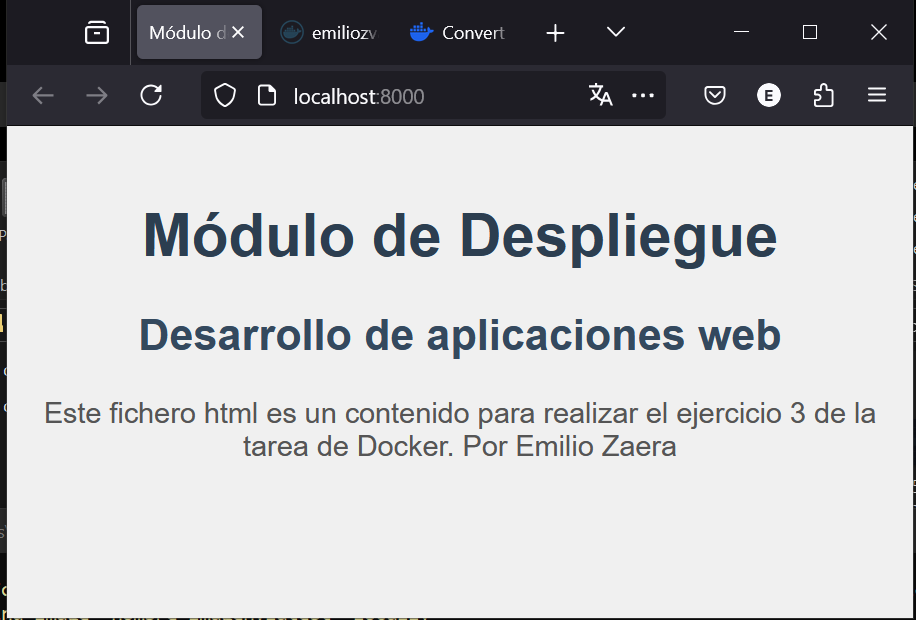 Módulo d
emiliozv
Convert
localhost:8000
E
Módulo de Despliegue
Desarrollo de aplicaciones web
Este fichero html es un contenido para realizar el ejercicio 3 de la
tarea de Docker. Por Emilio Zaera